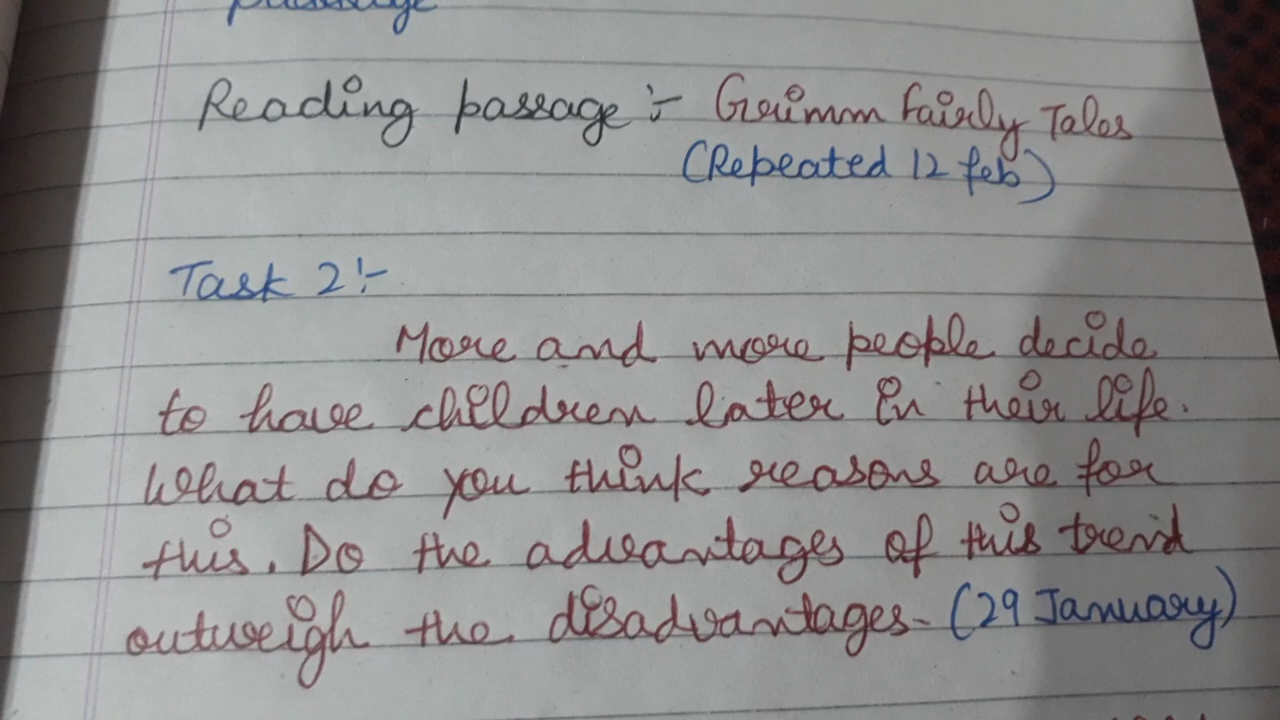 passage
Reading passage :- Grimm Fairly Tales
(Repeated 12 feb)
Task 2 :-
More and more people decide
to have children later in their life.
What do you think reasons are for
this. Do the advantages of this trend
outweigh the disadvantages- (29 January)